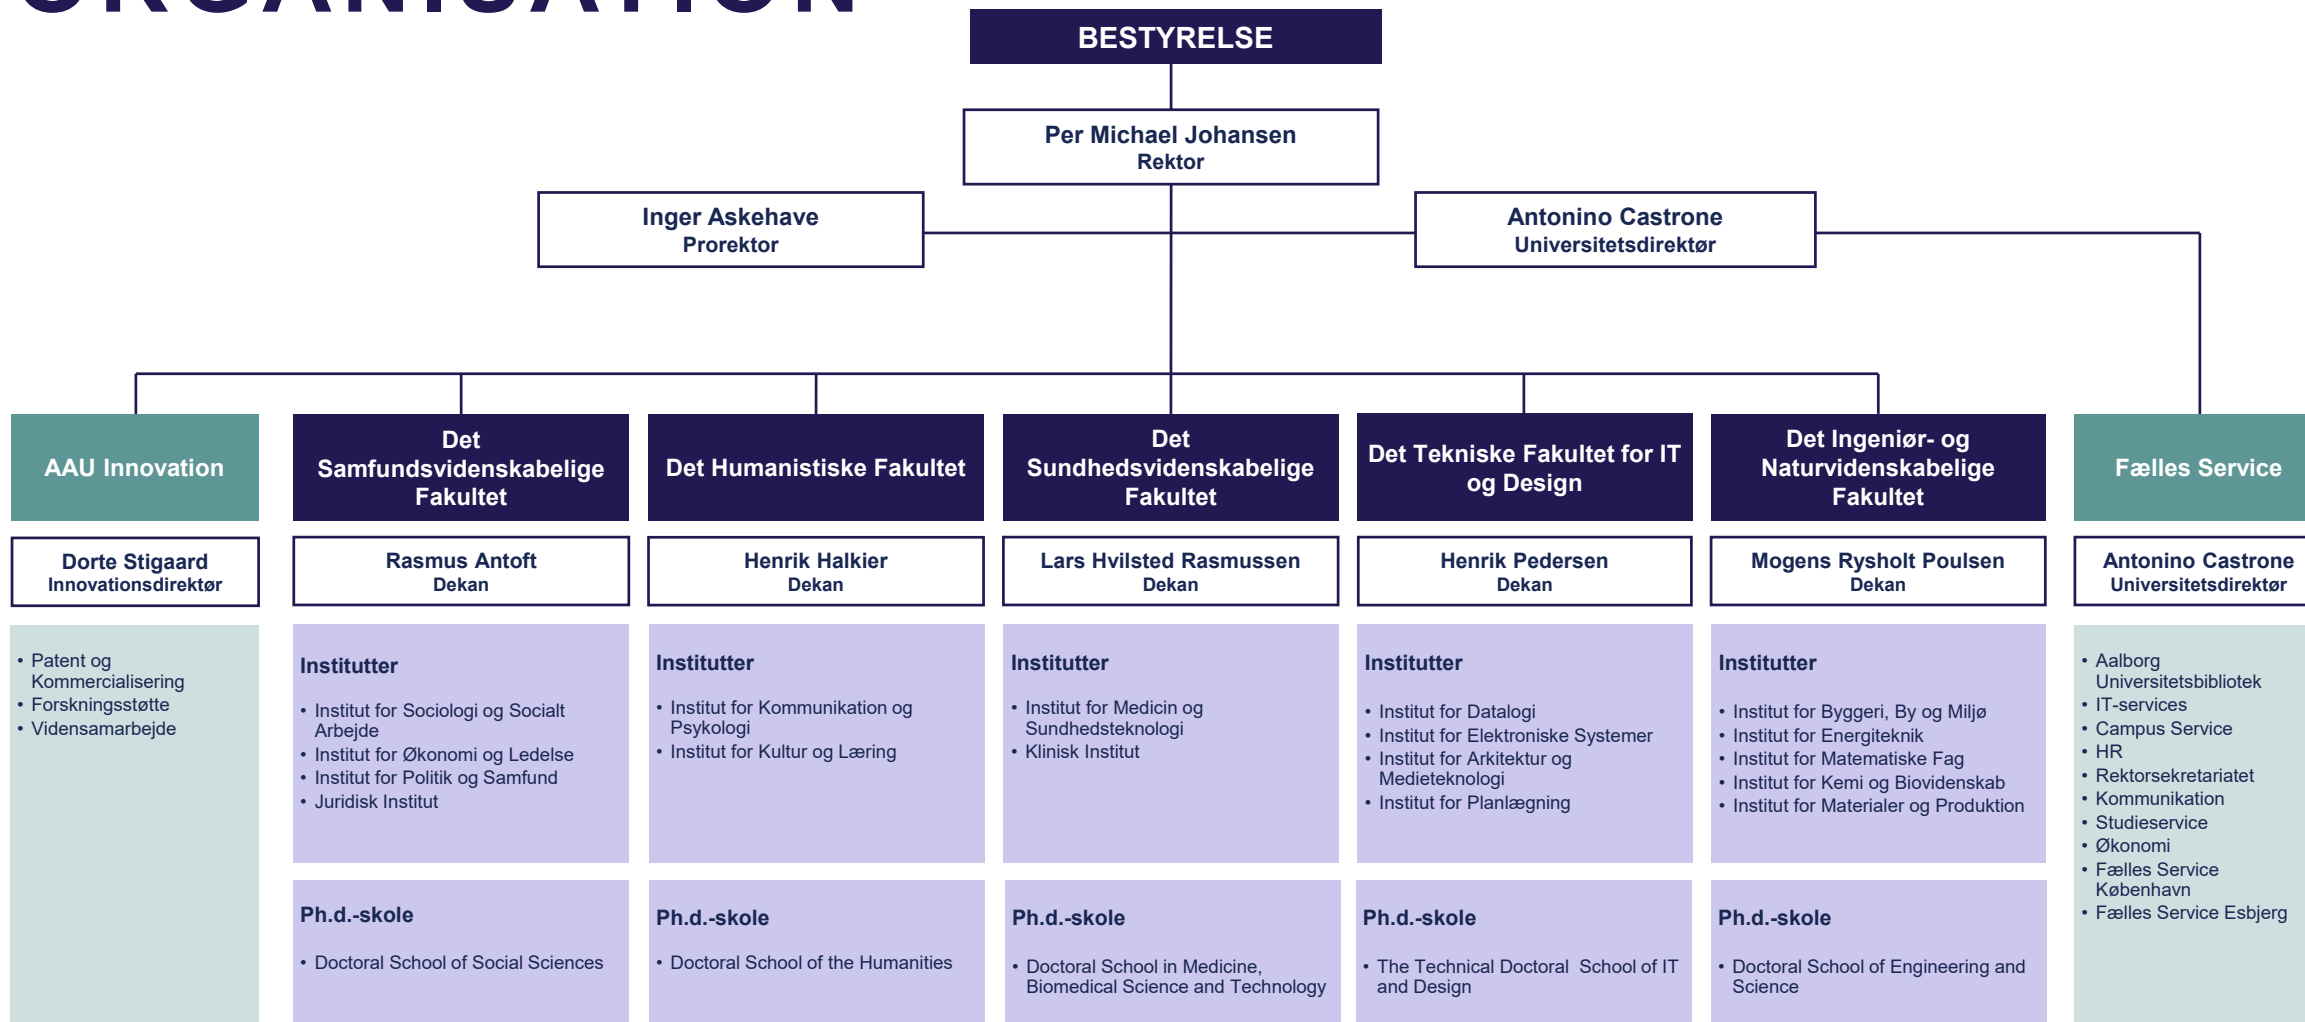 ORGANISATION
BESTYRELSE
Per Michael Johansen
Rektor
Inger Askehave
Prorektor
Antonino Castrone
Universitetsdirektør
AAU Innovation
Dorte Stigaard
Innovationsdirektør
• Patent og
Kommercialisering
• Forskningsstøtte
• Vidensamarbejde
Det
Samfundsvidenskabelige
Fakultet
Rasmus Antoft
Dekan
Institutter
• Institut for Sociologi og Socialt
Arbejde
• Institut for Økonomi og Ledelse
• Institut for Politik og Samfund
• Juridisk Institut
Ph.d.-skole
• Doctoral School of Social Sciences
Det Humanistiske Fakultet
Henrik Halkier
Dekan
Institutter
• Institut for Kommunikation og
Psykologi
• Institut for Kultur og Læring
Ph.d.-skole
• Doctoral School of the Humanities
Det
Sundhedsvidenskabelige
Fakultet
Lars Hvilsted Rasmussen
Dekan
Institutter
• Institut for Medicin og
Sundhedsteknologi
• Klinisk Institut
Ph.d.-skole
• Doctoral School in Medicine,
Biomedical Science and Technology
Det Tekniske Fakultet for IT
og Design
Henrik Pedersen
Dekan
Institutter
• Institut for Datalogi
• Institut for Elektroniske Systemer
• Institut for Arkitektur og
Medieteknologi
• Institut for Planlægning
Ph.d.-skole
• The Technical Doctoral School of IT
and Design
Det Ingeniør- og
Naturvidenskabelige
Fakultet
Mogens Rysholt Poulsen
Dekan
Institutter
• Institut for Byggeri, By og Miljø
• Institut for Energiteknik
• Institut for Matematiske Fag
• Institut for Kemi og Biovidenskab
• Institut for Materialer og Produktion
Ph.d.-skole
• Doctoral School of Engineering and
Science
Fælles Service
Antonino Castrone
Universitetsdirektør
• Aalborg
Universitetsbibliotek
• IT-services
• Campus Service
• HR
• Rektorsekretariatet
• Kommunikation
• Studieservice
• Økonomi
• Fælles Service
København
• Fælles Service Esbjerg